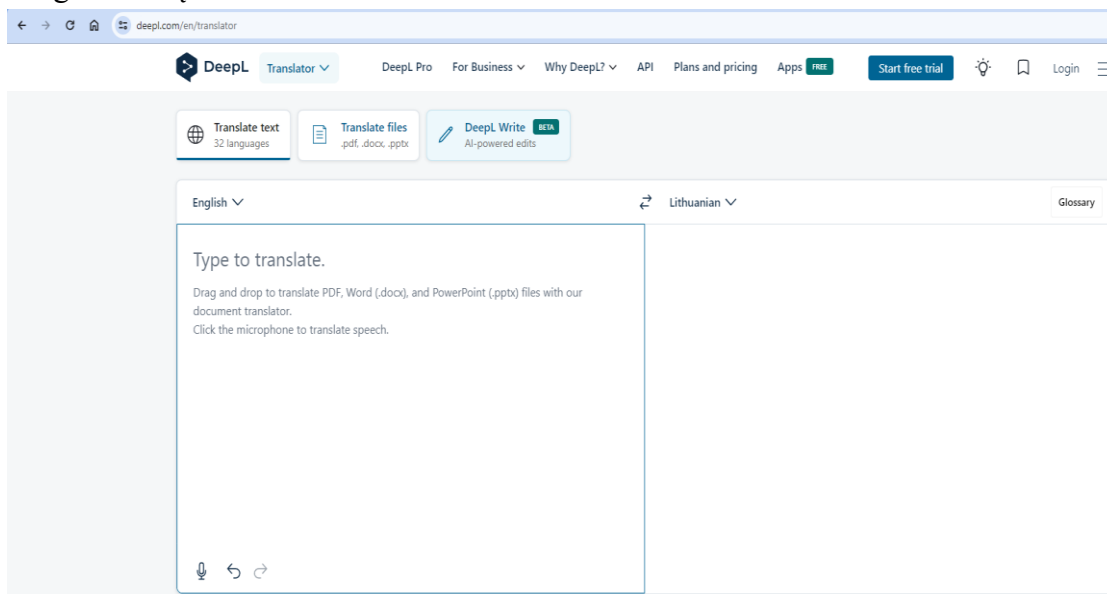 deepl.com/en/translator
DeepL Translator DeepL Pro For Business Why DeepL? API Plans and pricing Apps FREE Start free trial Login
Translate text Translate files DeepL Write BETA
32 languages .pdf, .docx, .pptx AI-powered edits
English Lithuanian Glossary
Type to translate.
Drag and drop to translate PDF, Word (.docx), and PowerPoint (.pptx) files with our
document translator.
Click the microphone to translate speech.